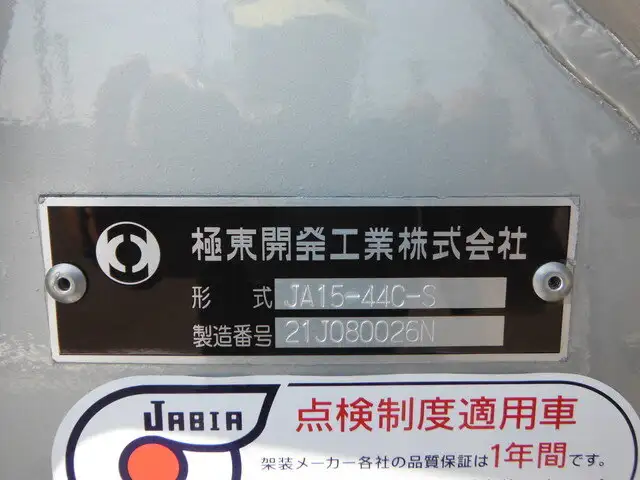 極東開発工業株式会社
形 式 JA15-44C-S
製造番号 21J080026N
JABIA 点検制度適用車
架装メーカー各社の品質保証は1年間です。